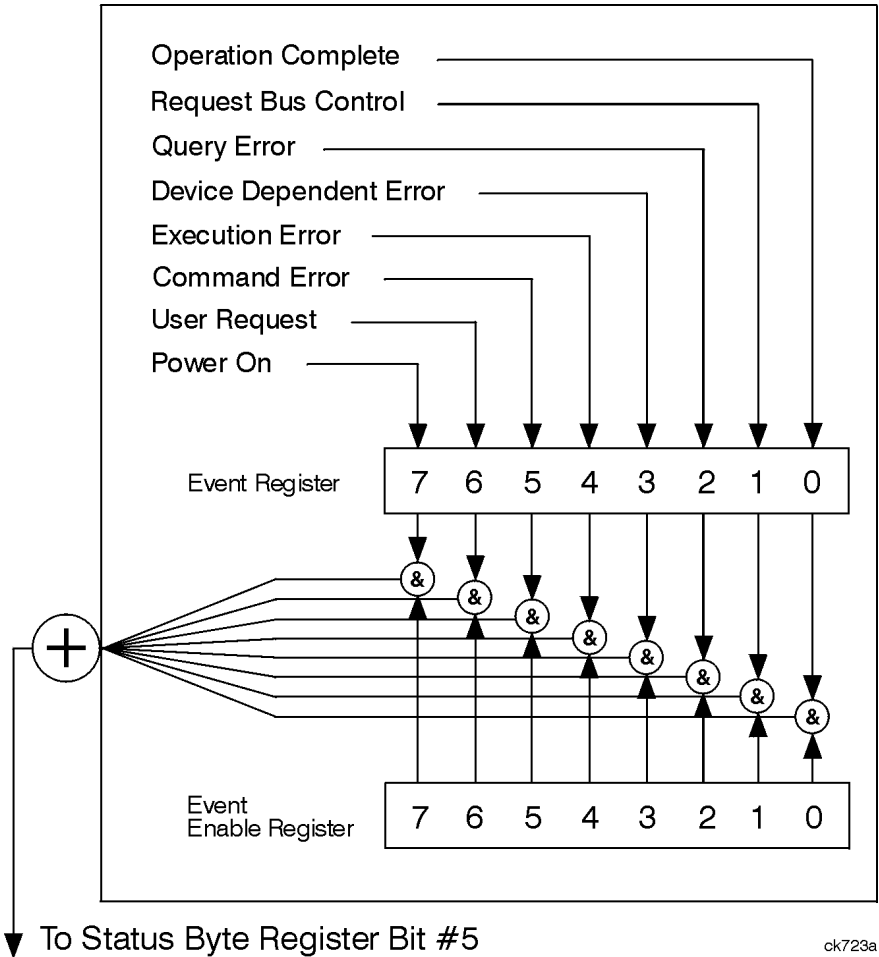 Operation Complete
Request Bus Control
Query Error
Device Dependent Error
Execution Error
Command Error
User Request
Power On
Event Register 7 6 5 4 3 2 1 0
&
&
&
&
&
&
&
&
+
Event
Enable Register 7 6 5 4 3 2 1 0
To Status Byte Register Bit #5
ck723a